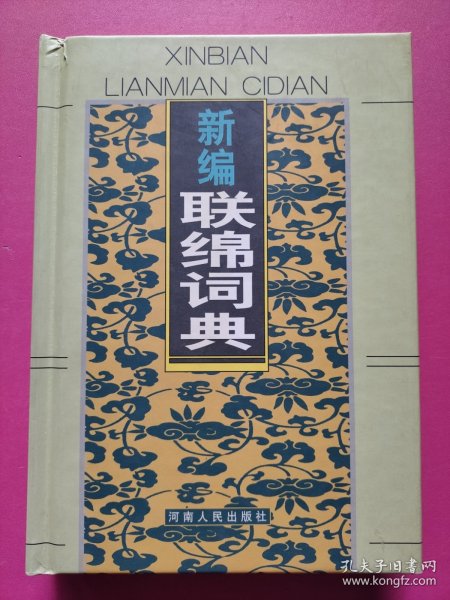 XINBIAN
LIANMIAN CIDIAN
新编
联绵词典
河南人民出版社
孔夫子旧书网
www.kongfz.com